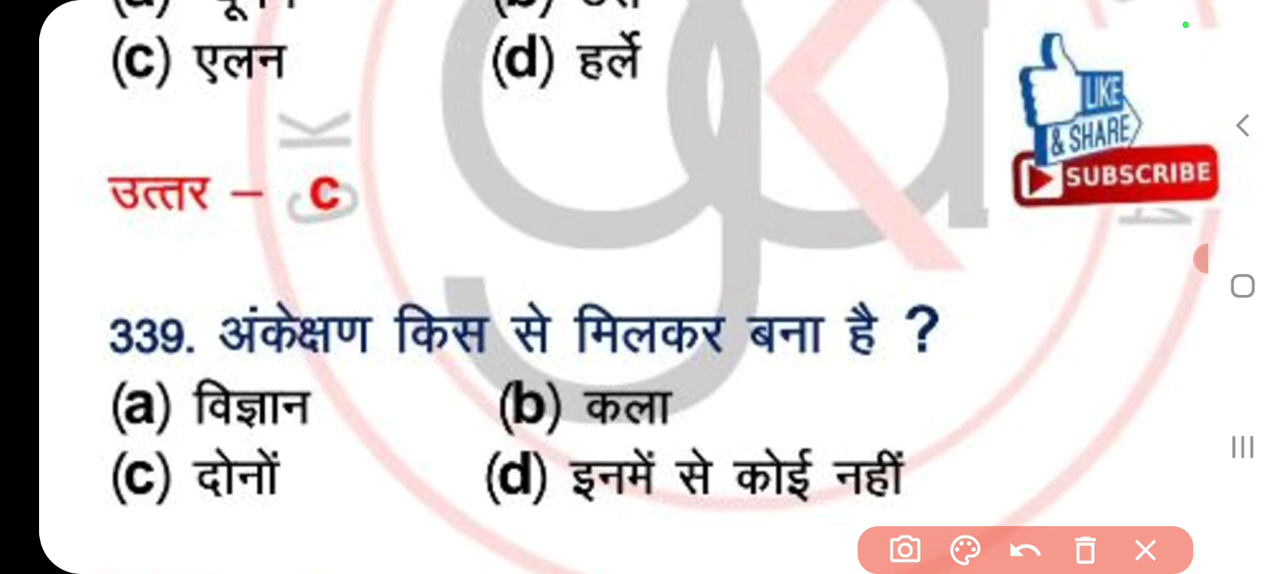 (c) एलन (d) हर्ले
LIKE
& SHARE
SUBSCRIBE
उत्तर – c
339. अंकेक्षण किस से मिलकर बना है ?
(a) विज्ञान (b) कला
(c) दोनों (d) इनमें से कोई नहीं